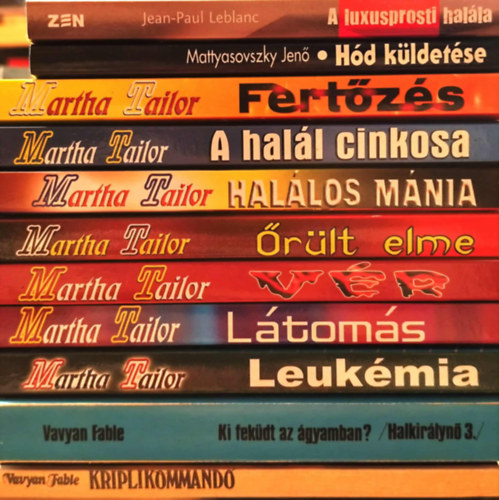 ZEN Jean-Paul Leblanc A luxusprosti halála
Mattyasovszky Jenő • Hód küldetése
Martha Tailor Fertőzés
Martha Tailor A halál cinkosa
Martha Tailor HALÁLOS MÁNIA
Martha Tailor Őrült elme
Martha Tailor VÉR
Martha Tailor Látomás
Martha Tailor Leukémia
Vavyan Fable Ki feküdt az ágyamban? /Halkirálynő 3./
Vavyan Fable KRIPLIKOMMANDÓ